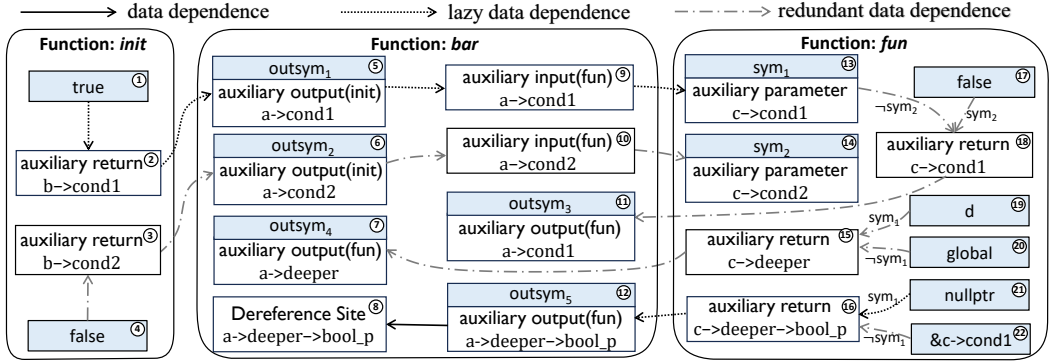 data dependence
lazy data dependence
redundant data dependence
Function: init
true
1
auxiliary return
2
b->cond1
auxiliary return
3
b->cond2
false
4
Function: bar
outsym1
5
auxiliary output(init)
a->cond1
outsym2
6
auxiliary output(init)
a->cond2
outsym4
7
auxiliary output(fun)
a->deeper
Dereference Site
8
a->deeper->bool_p
auxiliary input(fun)
9
a->cond1
auxiliary input(fun)
10
a->cond2
outsym3
11
auxiliary output(fun)
a->cond1
outsym5
12
auxiliary output(fun)
a->deeper->bool_p
Function: fun
sym1
13
auxiliary parameter
c->cond1
sym2
14
auxiliary parameter
c->cond2
auxiliary return
15
c->deeper
auxiliary return
16
c->deeper->bool_p
false
17
¬sym2
sym2
auxiliary return
18
c->cond1
sym1
d
19
¬sym1
global
20
sym1
nullptr
21
¬sym1
&c->cond1
22